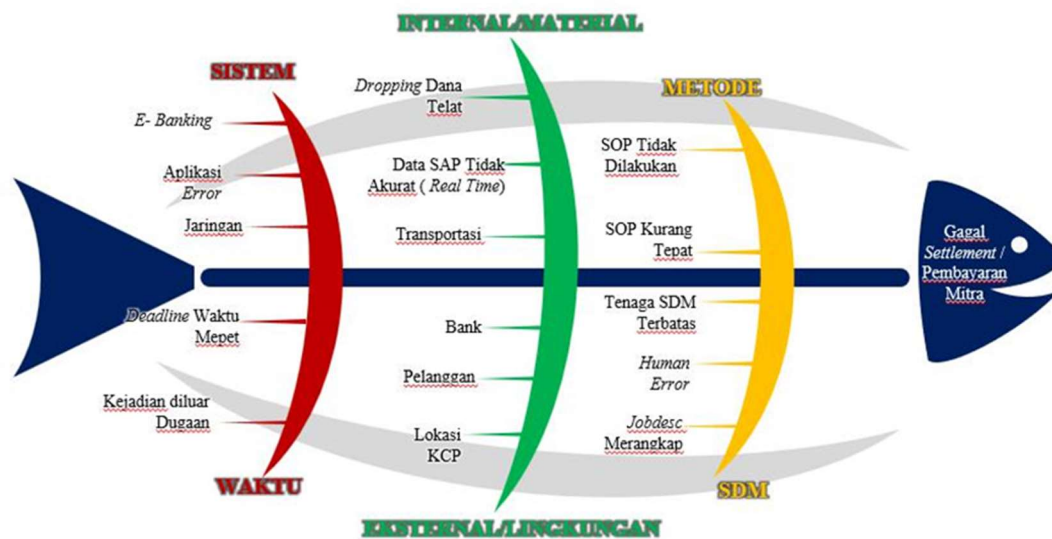 INTERNAL/MATERIAL
SISTEM
METODE
Dropping Dana
Telat
E- Banking
SOP Tidak
Dilakukan
Aplikasi
Error
Data SAP Tidak
Akurat ( Real Time)
Jaringan
Transportasi
SOP Kurang
Tepat
Gagal
Settlement /
Pembayaran
Mitra
Deadline Waktu
Mepet
Bank
Tenaga SDM
Terbatas
Pelanggan
Human
Error
Kejadian diluar
Dugaan
Lokasi
KCP
Jobdesc
Merangkap
WAKTU
SDM
EKSTERNAL/LINGKUNGAN